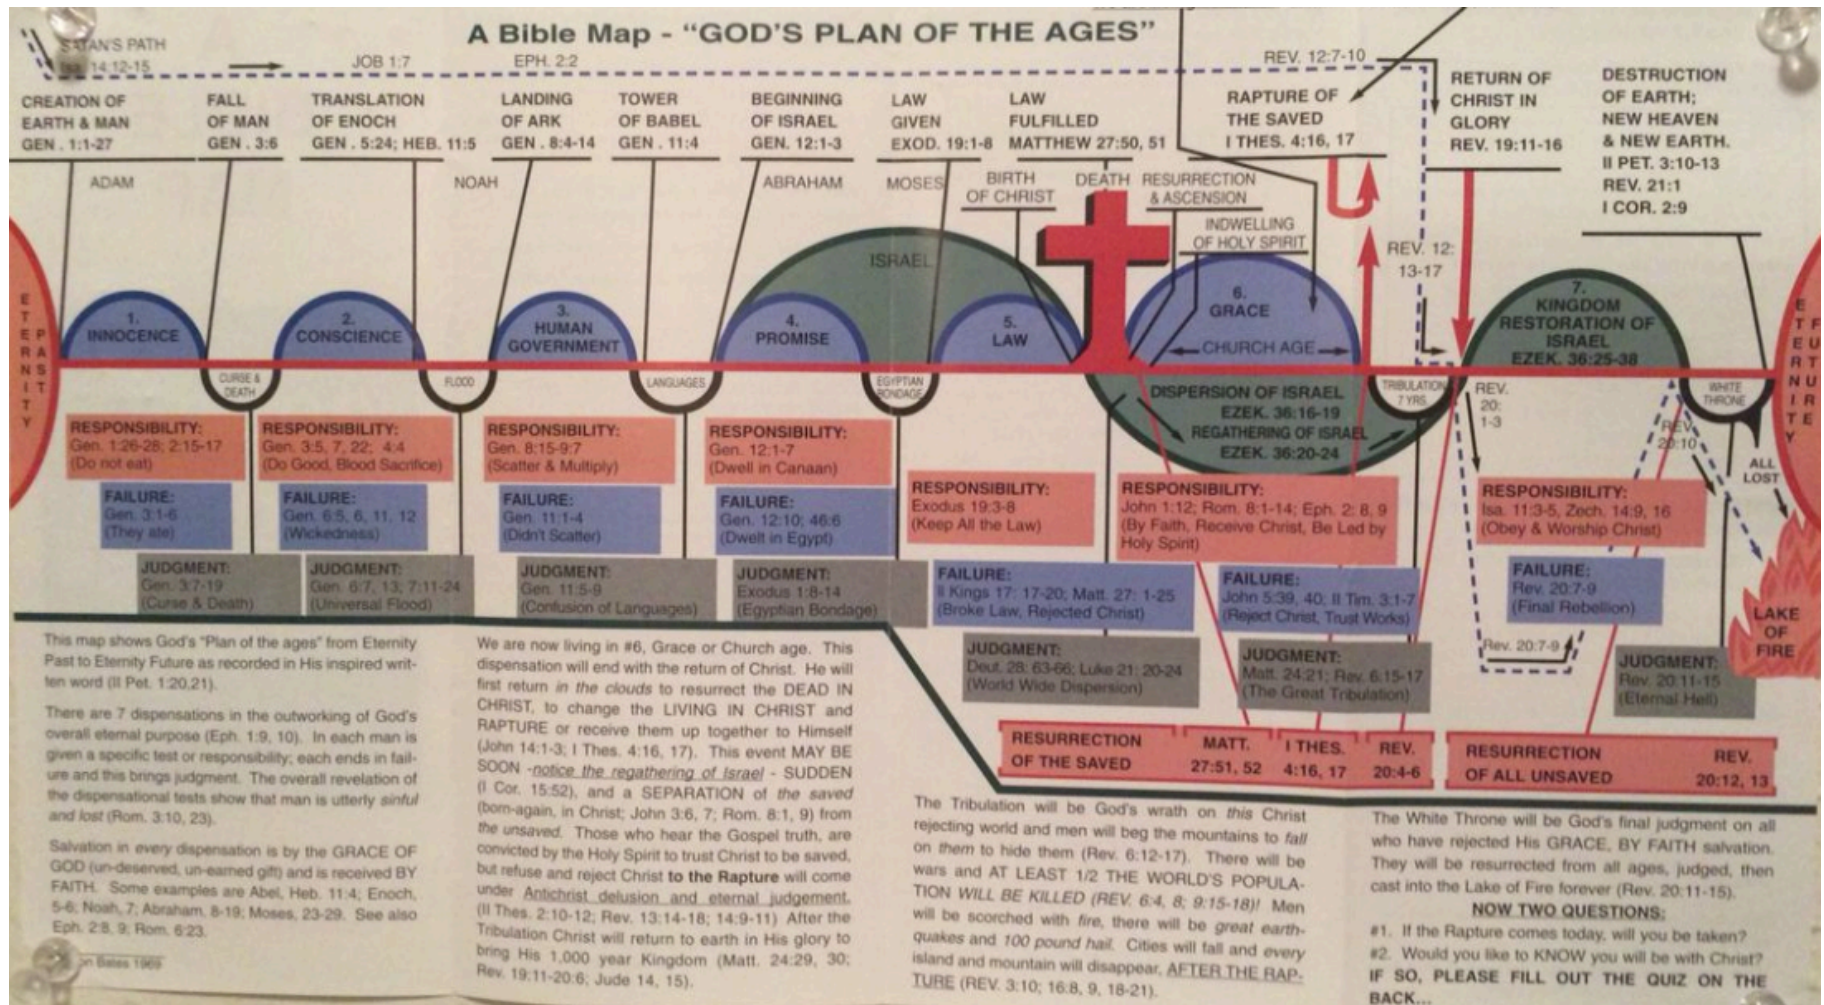 A Bible Map - “GOD’S PLAN OF THE AGES”
SATAN’S PATH
Isa. 14:12-15
JOB 1:7
EPH. 2:2
REV. 12:7-10
CREATION OF
EARTH & MAN
GEN . 1:1-27
FALL
OF MAN
GEN . 3:6
TRANSLATION
OF ENOCH
GEN . 5:24; HEB. 11:5
LANDING
OF ARK
GEN . 8:4-14
TOWER
OF BABEL
GEN . 11:4
BEGINNING
OF ISRAEL
GEN. 12:1-3
LAW
GIVEN
EXOD. 19:1-8
LAW
FULFILLED
MATTHEW 27:50, 51
RAPTURE OF
THE SAVED
I THES. 4:16, 17
RETURN OF
CHRIST IN
GLORY
REV. 19:11-16
DESTRUCTION
OF EARTH;
NEW HEAVEN
& NEW EARTH.
II PET. 3:10-13
REV. 21:1
I COR. 2:9
ADAM
NOAH
ABRAHAM
MOSES
BIRTH
OF CHRIST
DEATH
RESURRECTION
& ASCENSION
INDWELLING
OF HOLY SPIRIT
REV. 12:
13-17
ETERNITY
PAST
1.
INNOCENCE
2.
CONSCIENCE
3.
HUMAN
GOVERNMENT
ISRAEL
4.
PROMISE
5.
LAW
6.
GRACE
CHURCH AGE
7.
KINGDOM
RESTORATION OF
ISRAEL
EZEK. 36:25-38
ETERNITY
FUTURE
CURSE &
DEATH
FLOOD
LANGUAGES
EGYPTIAN
BONDAGE
DISPERSION OF ISRAEL
EZEK. 36:16-19
REGATHERING OF ISRAEL
EZEK. 36:20-24
TRIBULATION
7 YRS.
REV.
20:
1-3
WHITE
THRONE
REV.
20:10
ALL
LOST
LAKE
OF
FIRE
RESPONSIBILITY:
Gen. 1:26-28; 2:15-17
(Do not eat)
FAILURE:
Gen. 3:1-6
(They ate)
JUDGMENT:
Gen. 3:7-19
(Curse & Death)
RESPONSIBILITY:
Gen. 3:5, 7, 22; 4:4
(Do Good, Blood Sacrifice)
FAILURE:
Gen. 6:5, 6, 11, 12
(Wickedness)
JUDGMENT:
Gen. 6:7, 13; 7:11-24
(Universal Flood)
RESPONSIBILITY:
Gen. 8:15-9:7
(Scatter & Multiply)
FAILURE:
Gen. 11:1-4
(Didn’t Scatter)
JUDGMENT:
Gen. 11:5-9
(Confusion of Languages)
RESPONSIBILITY:
Gen. 12:1-7
(Dwell in Canaan)
FAILURE:
Gen. 12:10; 46:6
(Dwelt in Egypt)
JUDGMENT:
Exodus 1:8-14
(Egyptian Bondage)
RESPONSIBILITY:
Exodus 19:3-8
(Keep All the Law)
FAILURE:
II Kings 17: 17-20; Matt. 27: 1-25
(Broke Law, Rejected Christ)
JUDGMENT:
Deut. 28: 63-66; Luke 21: 20-24
(World Wide Dispersion)
RESPONSIBILITY:
John 1:12; Rom. 8:1-14; Eph. 2: 8, 9
(By Faith, Receive Christ, Be Led by
Holy Spirit)
FAILURE:
John 5:39, 40; II Tim. 3:1-7
(Reject Christ, Trust Works)
JUDGMENT:
Matt. 24:21; Rev. 6:15-17
(The Great Tribulation)
RESPONSIBILITY:
Isa. 11:3-5, Zech. 14:9, 16
(Obey & Worship Christ)
FAILURE:
Rev. 20:7-9
(Final Rebellion)
Rev. 20:7-9
JUDGMENT:
Rev. 20:11-15
(Eternal Hell)
RESURRECTION
OF THE SAVED
MATT.
27:51, 52
I THES.
4:16, 17
REV.
20:4-6
RESURRECTION
OF ALL UNSAVED
REV.
20:12, 13
This map shows God’s “Plan of the ages” from Eternity
Past to Eternity Future as recorded in His inspired writ-
ten word (II Pet. 1:20,21).
There are 7 dispensations in the outworking of God’s
overall eternal purpose (Eph. 1:9, 10). In each man is
given a specific test or responsibility; each ends in fail-
ure and this brings judgment. The overall revelation of
the dispensational tests show that man is utterly sinful
and lost (Rom. 3:10, 23).
Salvation in every dispensation is by the GRACE OF
GOD (un-deserved, un-earned gift) and is received BY
FAITH. Some examples are Abel, Heb. 11:4; Enoch,
5-6; Noah, 7; Abraham, 8-19; Moses, 23-29. See also
Eph. 2:8, 9; Rom. 6:23.
Bates 1969
We are now living in #6, Grace or Church age. This
dispensation will end with the return of Christ. He will
first return in the clouds to resurrect the DEAD IN
CHRIST, to change the LIVING IN CHRIST and
RAPTURE or receive them up together to Himself
(John 14:1-3; I Thes. 4:16, 17). This event MAY BE
SOON -notice the regathering of Israel - SUDDEN
(I Cor. 15:52), and a SEPARATION of the saved
(born-again, in Christ; John 3:6, 7; Rom. 8:1, 9) from
the unsaved. Those who hear the Gospel truth, are
convicted by the Holy Spirit to trust Christ to be saved,
but refuse and reject Christ to the Rapture will come
under Antichrist delusion and eternal judgement.
(II Thes. 2:10-12; Rev. 13:14-18; 14:9-11) After the
Tribulation Christ will return to earth in His glory to
bring His 1,000 year Kingdom (Matt. 24:29, 30;
Rev. 19:11-20:6; Jude 14, 15).
The Tribulation will be God’s wrath on this Christ
rejecting world and men will beg the mountains to fall
on them to hide them (Rev. 6:12-17). There will be
wars and AT LEAST 1/2 THE WORLD’S POPULA-
TION WILL BE KILLED (REV. 6:4, 8; 9:15-18)! Men
will be scorched with fire, there will be great earth-
quakes and 100 pound hail. Cities will fall and every
island and mountain will disappear, AFTER THE RAP-
TURE (REV. 3:10; 16:8, 9, 18-21).
The White Throne will be God’s final judgment on all
who have rejected His GRACE, BY FAITH salvation.
They will be resurrected from all ages, judged, then
cast into the Lake of Fire forever (Rev. 20:11-15).
NOW TWO QUESTIONS:
#1. If the Rapture comes today, will you be taken?
#2. Would you like to KNOW you will be with Christ?
IF SO, PLEASE FILL OUT THE QUIZ ON THE
BACK...